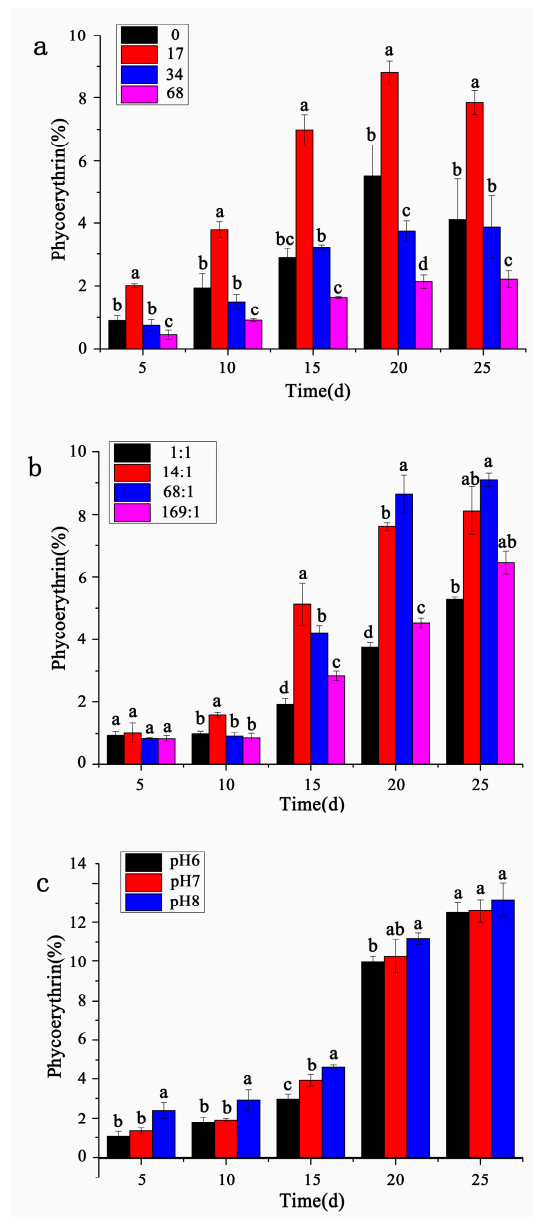 a
0
17
34
68
Phycoerythrin(%)
10
8
6
4
2
0
b a b c
b a b c
bc a b c
b a c d
b a b c
5 10 15 20 25
Time(d)
b
1:1
14:1
68:1
169:1
Phycoerythrin(%)
10
8
6
4
2
0
a a a a
b a b b
d a b c
d b a c
b ab a ab
5 10 15 20 25
Time(d)
c
pH6
pH7
pH8
Phycoerythrin(%)
14
12
10
8
6
4
2
0
b b a
b b a
c b a
b ab a
a a a
5 10 15 20 25
Time(d)